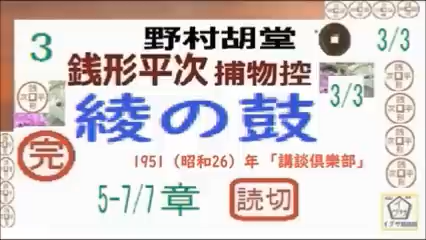 3
野村胡堂
3/3
銭形平次 捕物控
3/3
綾の鼓
完
1951（昭和26）年 「講談倶楽部」
5-7/7 章
読切